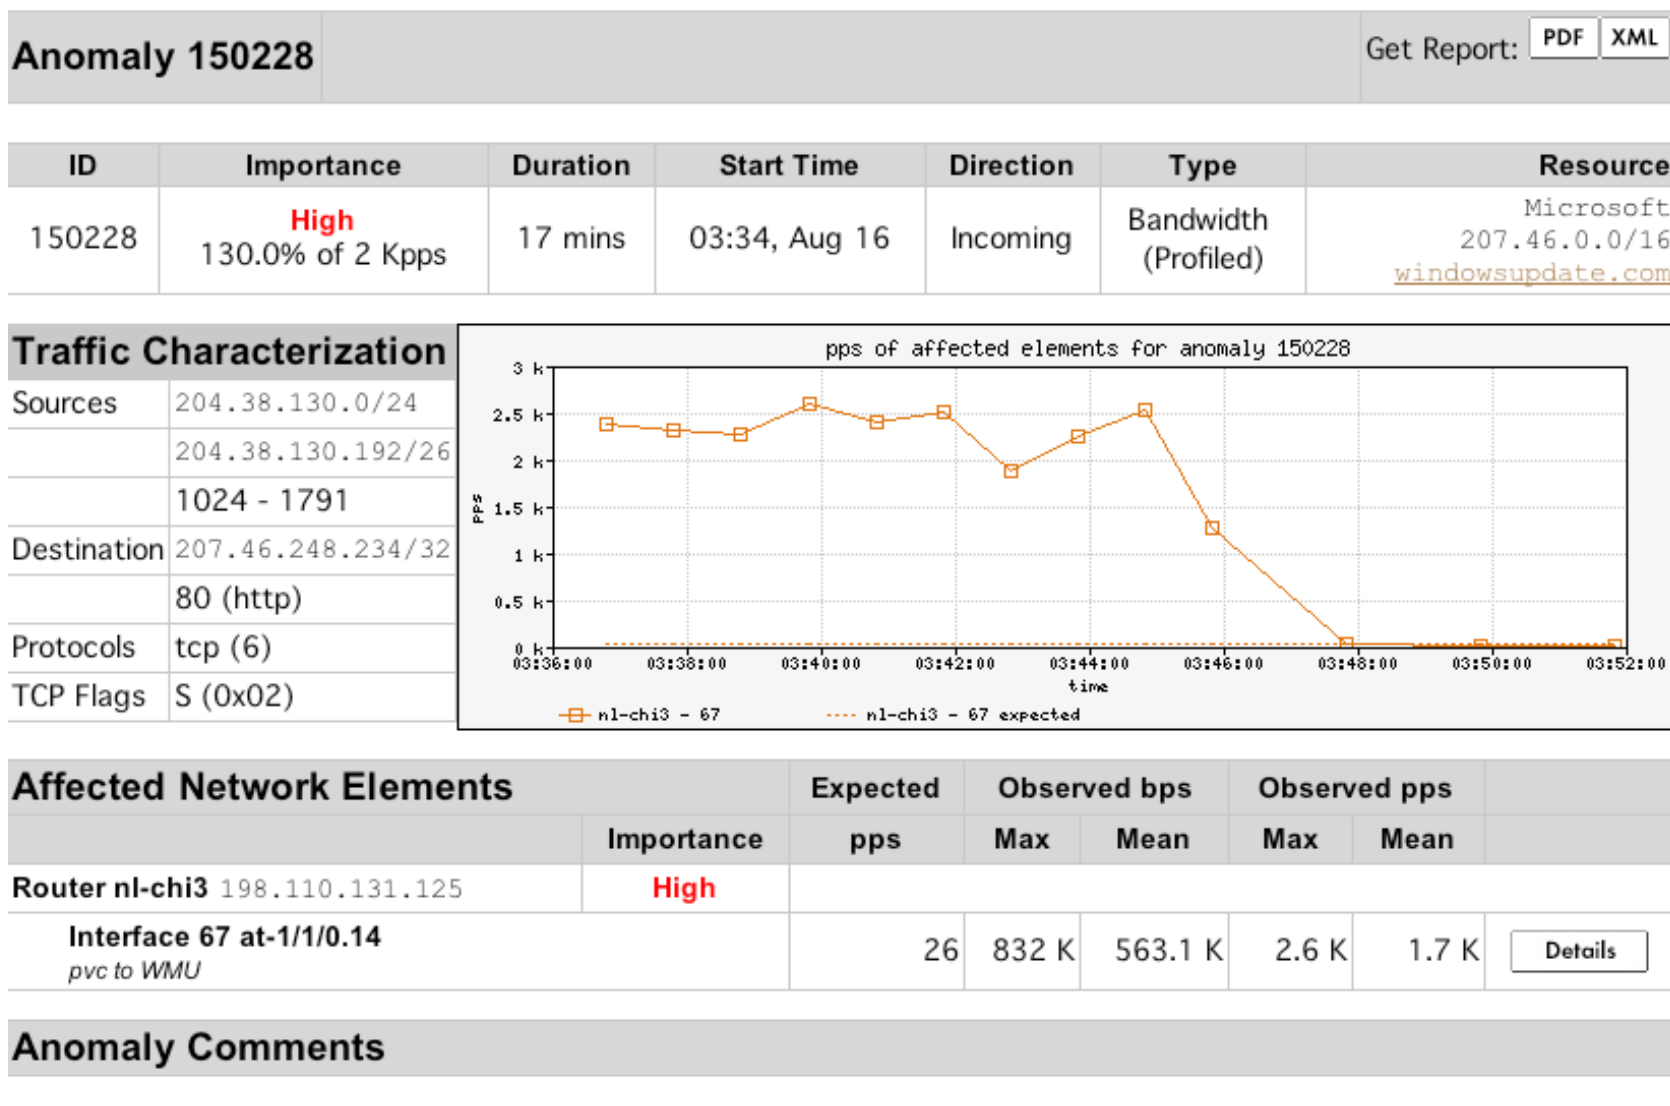 Anomaly 150228
Get Report: PDF XML
ID Importance Duration Start Time Direction Type Resource
150228 High 130.0% of 2 Kpps 17 mins 03:34, Aug 16 Incoming Bandwidth (Profiled) Microsoft 207.46.0.0/16 windowsupdate.com
Traffic Characterization
Sources 204.38.130.0/24
204.38.130.192/26
1024 - 1791
Destination 207.46.248.234/32
80 (http)
Protocols tcp (6)
TCP Flags S (0x02)
pps of affected elements for anomaly 150228
3 k
2.5 k
2 k
1.5 k
1 k
0.5 k
0 k
pps
03:36:00 03:38:00 03:40:00 03:42:00 03:44:00 03:46:00 03:48:00 03:50:00 03:52:00
time
nl-chi3 - 67 nl-chi3 - 67 expected
Affected Network Elements Expected Observed bps Observed pps
Importance pps Max Mean Max Mean
Router nl-chi3 198.110.131.125 High
Interface 67 at-1/1/0.14 26 832 K 563.1 K 2.6 K 1.7 K Details
pvc to WMU
Anomaly Comments